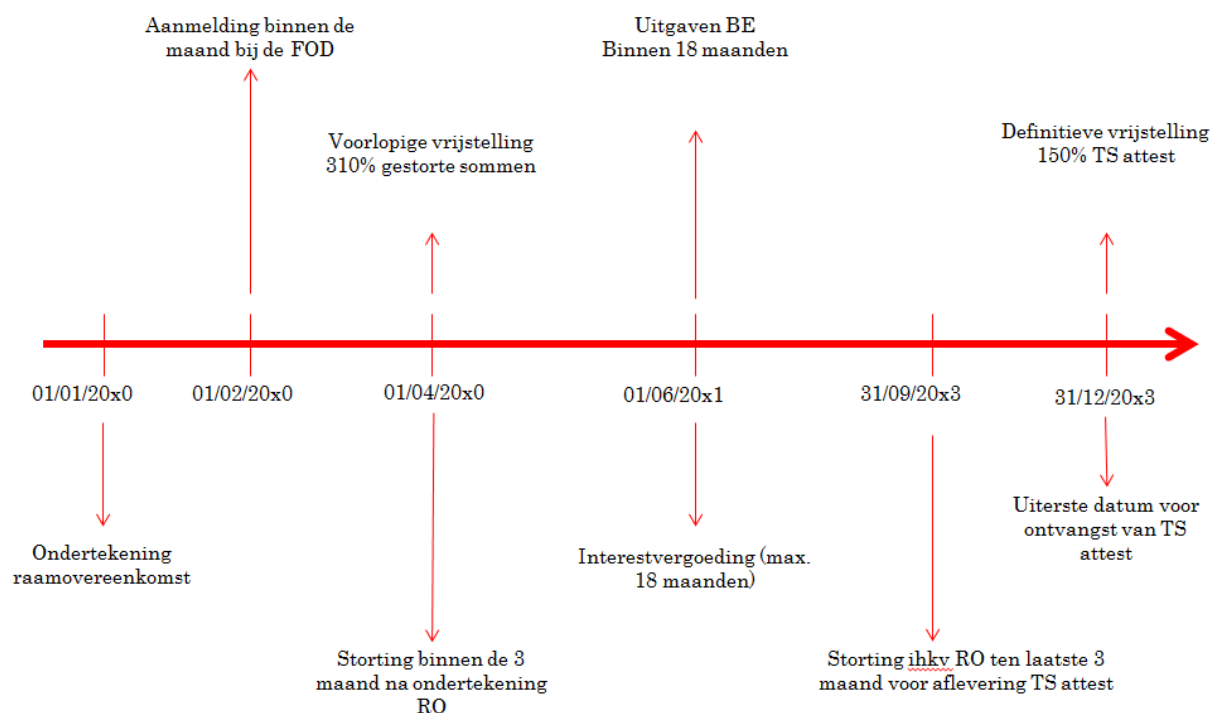 Aanmelding binnen de
maand bij de FOD
Uitgaven BE
Binnen 18 maanden
Voorlopige vrijstelling
310% gestorte sommen
Definitieve vrijstelling
150% TS attest
01/01/20x0
01/02/20x0
01/04/20x0
01/06/20x1
31/09/20x3
31/12/20x3
Ondertekening
raamovereenkomst
Storting binnen de 3
maand na ondertekening
RO
Interestvergoeding (max.
18 maanden)
Storting ihkv RO ten laatste 3
maand voor aflevering TS attest
Uiterste datum voor
ontvangst van TS
attest